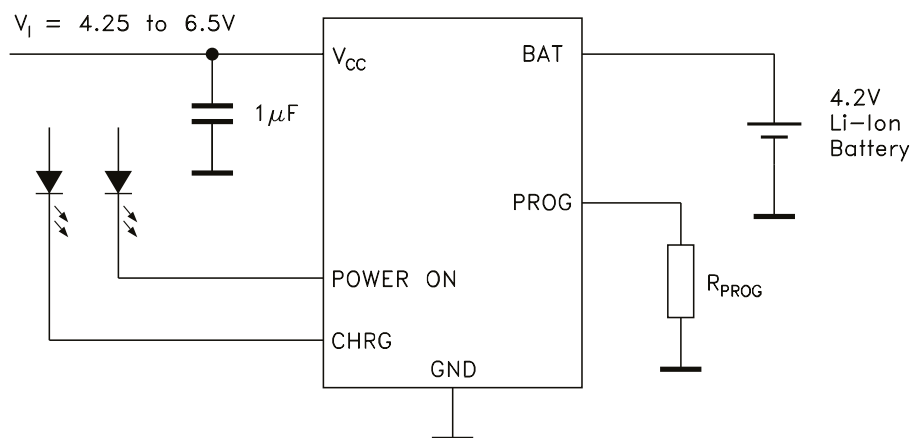 V_I = 4.25 to 6.5V
V_CC
BAT
1μF
4.2V
Li-Ion
Battery
PROG
POWER ON
R_PROG
CHRG
GND